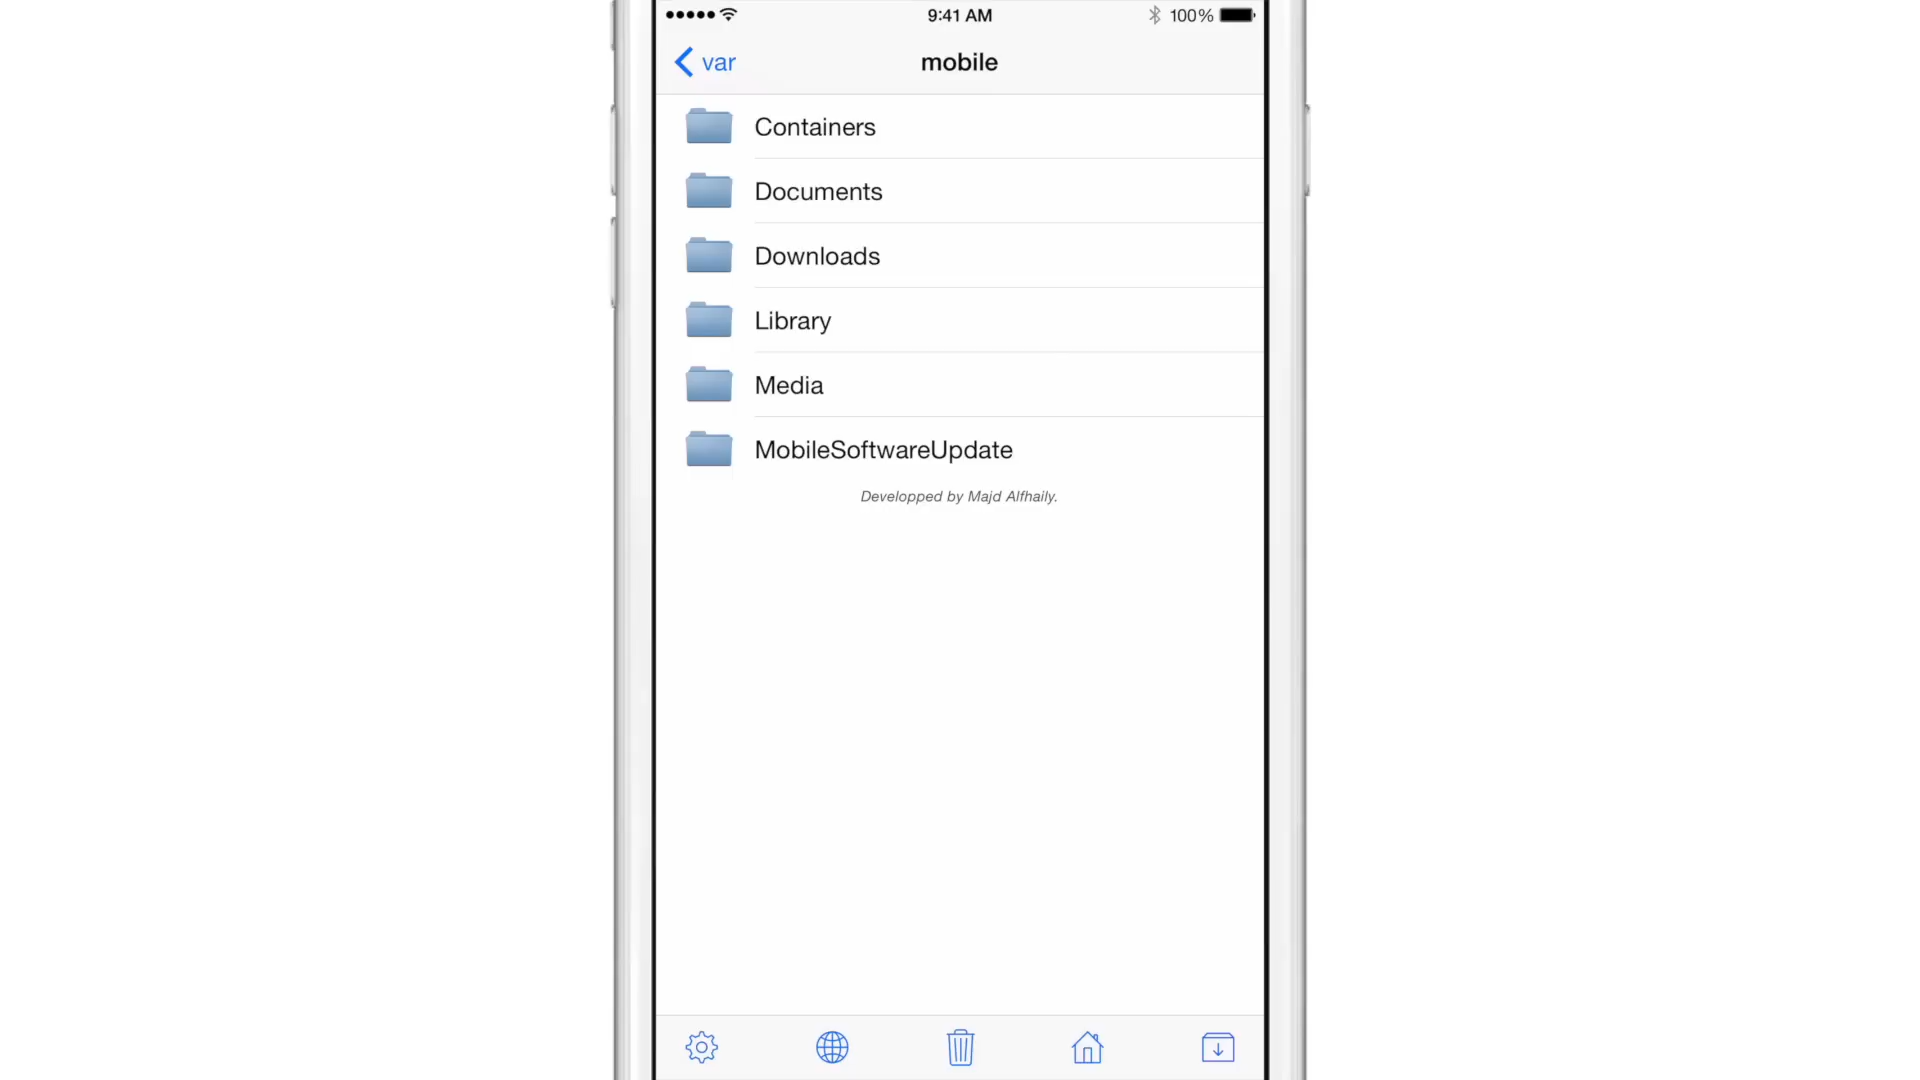 9:41 AM
100%
var
mobile
Containers
Documents
Downloads
Library
Media
MobileSoftwareUpdate
Developped by Majd Alfhaily.